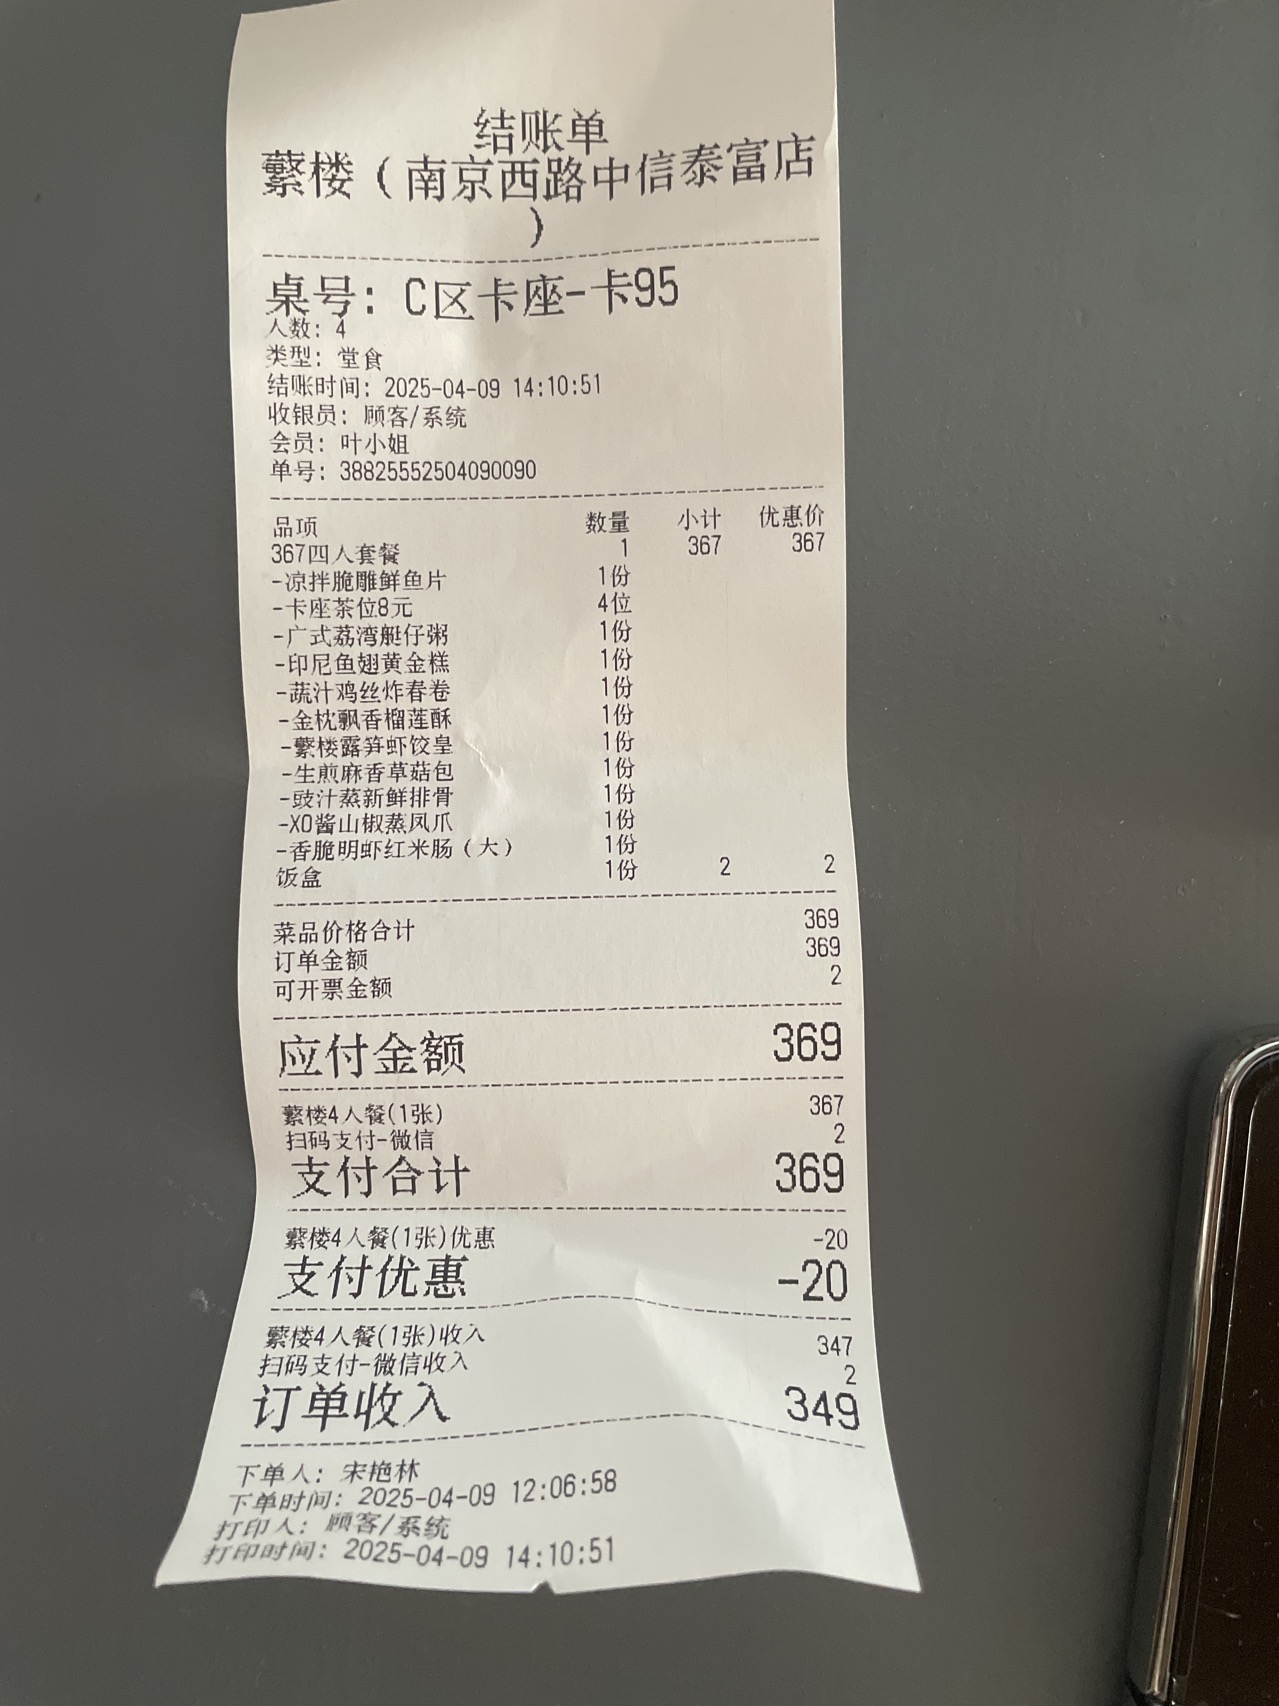 结账单
蘩楼（南京西路中信泰富店
）
桌号：C区卡座-卡95
人数：4
类型：堂食
结账时间：2025-04-09 14:10:51
收银员：顾客/系统
会员：叶小姐
单号：38825552504090090
品项 数量 小计 优惠价
367四人套餐 1 367 367
-凉拌脆雕鲜鱼片 1份
-卡座茶位8元 4位
-广式荔湾艇仔粥 1份
-印尼鱼翅黄金糕 1份
-蔬汁鸡丝炸春卷 1份
-金枕飘香榴莲酥 1份
-蘩楼露笋虾饺皇 1份
-生煎麻香草菇包 1份
-豉汁蒸新鲜排骨 1份
-XO酱山椒蒸凤爪 1份
-香脆明虾红米肠（大） 1份
饭盒 1份 2 2
菜品价格合计 369
订单金额 369
可开票金额 2
应付金额 369
蘩楼4人餐(1张) 367
扫码支付-微信 2
支付合计 369
蘩楼4人餐(1张)优惠 -20
支付优惠 -20
蘩楼4人餐(1张)收入 347
扫码支付-微信收入 2
订单收入 349
下单人：宋艳林
下单时间：2025-04-09 12:06:58
打印人：顾客/系统
打印时间：2025-04-09 14:10:51